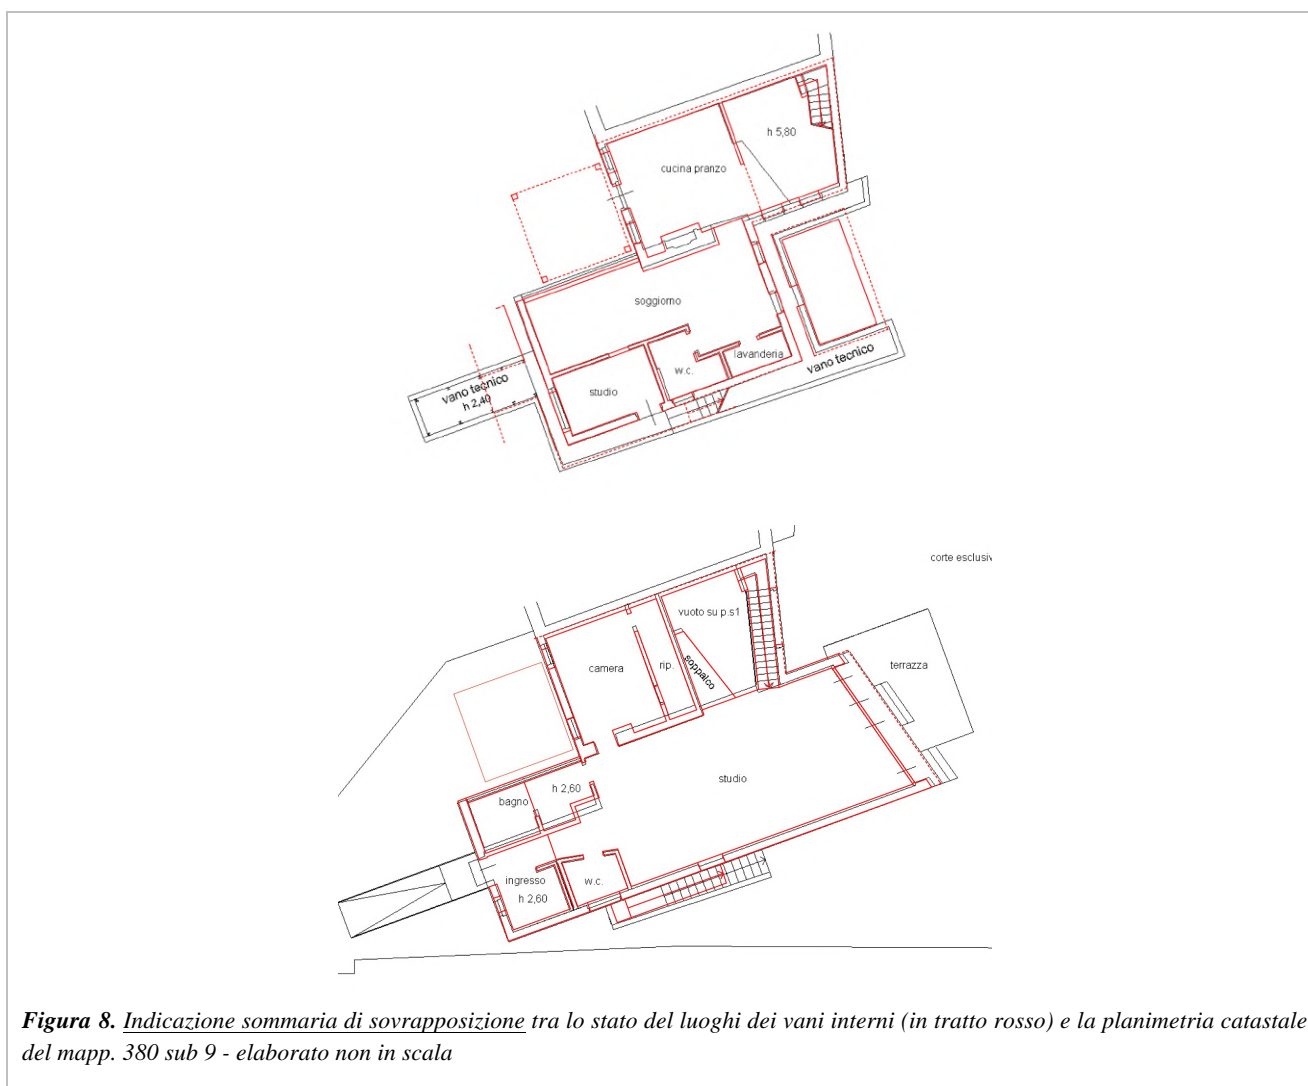 h 5,80
cucina pranzo
soggiorno
lavanderia
w.c.
vano tecnico
studio
vano tecnico
h 2,40
corte esclusiv
vuoto su p.s1
camera
rip.
soppalco
terrazza
studio
h 2,60
bagno
ingresso
h 2,60
w.c.
Figura 8. Indicazione sommaria di sovrapposizione tra lo stato del luoghi dei vani interni (in tratto rosso) e la planimetria catastale
del mapp. 380 sub 9 - elaborato non in scala